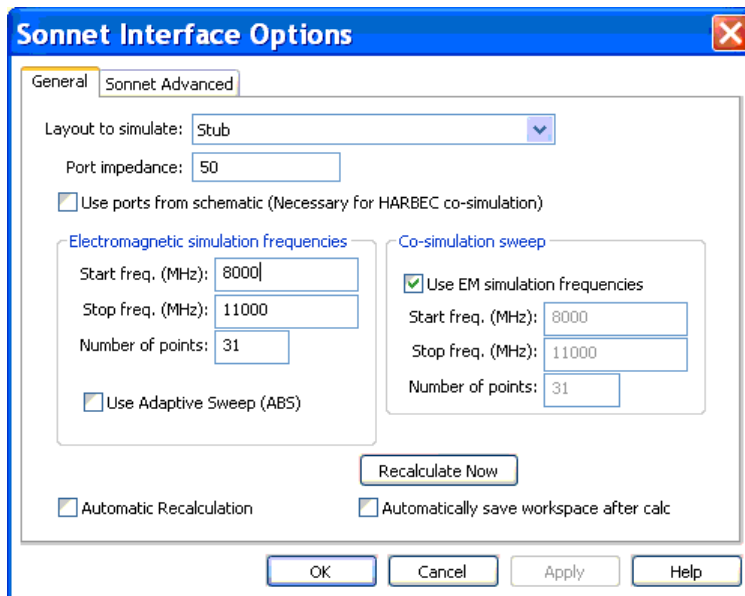 Sonnet Interface Options
General Sonnet Advanced
Layout to simulate: Stub
Port impedance: 50
Use ports from schematic (Necessary for HARBEC co-simulation)
Electromagnetic simulation frequencies
Start freq. (MHz): 8000
Stop freq. (MHz): 11000
Number of points: 31
Use Adaptive Sweep (ABS)
Co-simulation sweep
Use EM simulation frequencies
Start freq. (MHz): 8000
Stop freq. (MHz): 11000
Number of points: 31
Recalculate Now
Automatic Recalculation Automatically save workspace after calc
OK Cancel Apply Help